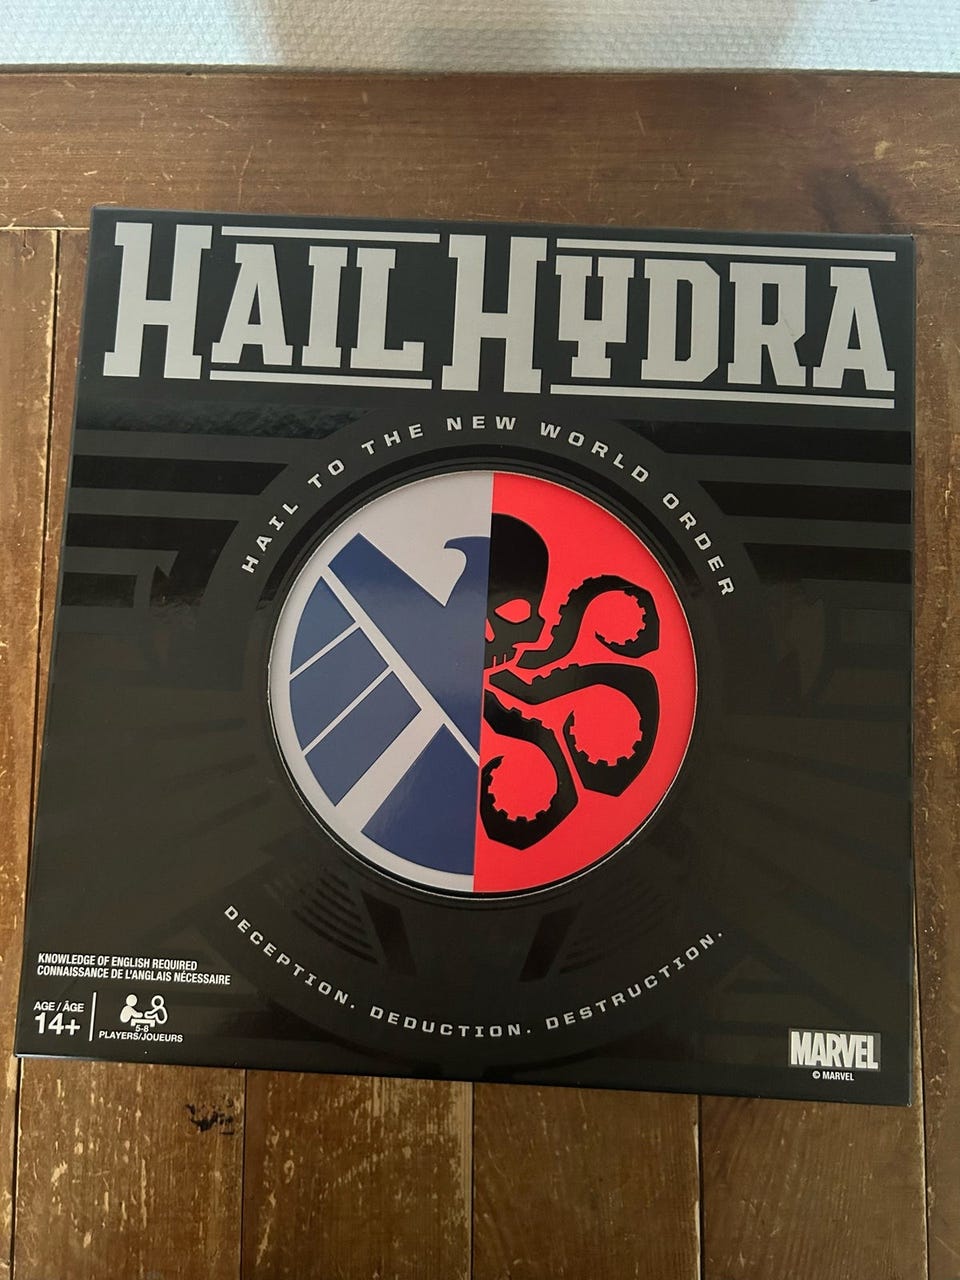 HAIL HYDRA
HAIL TO THE NEW WORLD ORDER
DECEPTION. DEDUCTION. DESTRUCTION.
KNOWLEDGE OF ENGLISH REQUIRED
CONNAISSANCE DE L'ANGLAIS NÉCESSAIRE
AGE / ÂGE
14+
5-8
PLAYERS/JOUEURS
MARVEL
© MARVEL